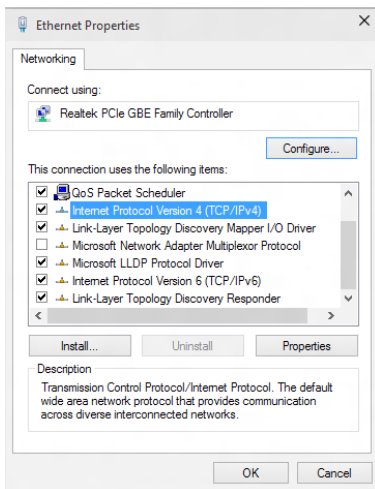 Ethernet Properties
Networking
Connect using:
Realtek PCIe GBE Family Controller
Configure...
This connection uses the following items:
QoS Packet Scheduler
Internet Protocol Version 4 (TCP/IPv4)
Link-Layer Topology Discovery Mapper I/O Driver
Microsoft Network Adapter Multiplexor Protocol
Microsoft LLDP Protocol Driver
Internet Protocol Version 6 (TCP/IPv6)
Link-Layer Topology Discovery Responder
Install... Uninstall Properties
Description
Transmission Control Protocol/Internet Protocol. The default
wide area network protocol that provides communication
across diverse interconnected networks.
OK Cancel